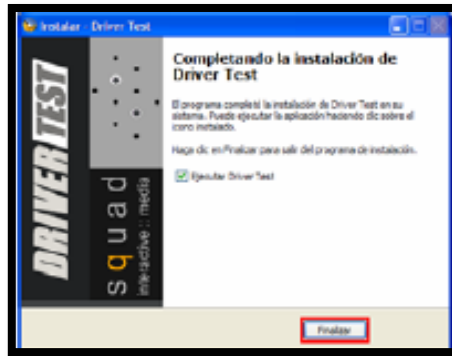 Instalar - Driver Test
DRIVER TEST
squad
interactive :: media
Completando la instalación de
Driver Test
El programa completó la instalación de Driver Test en su
sistema. Puede ejecutar la aplicación haciendo clic sobre el
icono instalado.
Haga clic en Finalizar para salir del programa de instalación.
Ejecutar Driver Test
Finalizar